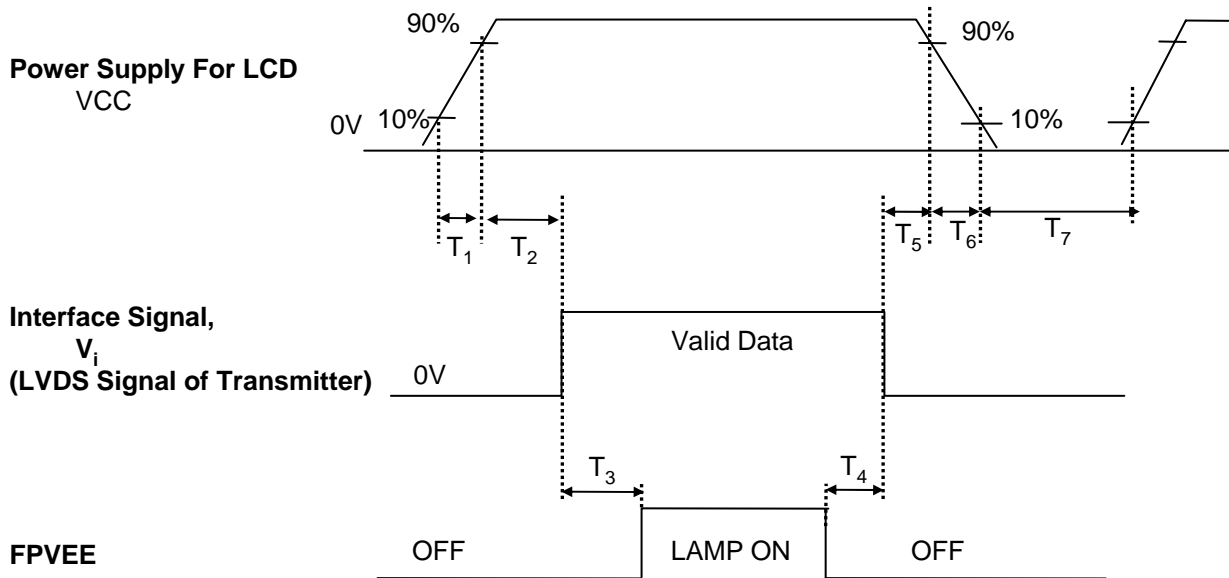 90%
90%
Power Supply For LCD
VCC
0V
10%
10%
T1
T2
T5
T6
T7
Interface Signal,
Vi
(LVDS Signal of Transmitter)
0V
Valid Data
T3
T4
FPVEE
OFF
LAMP ON
OFF